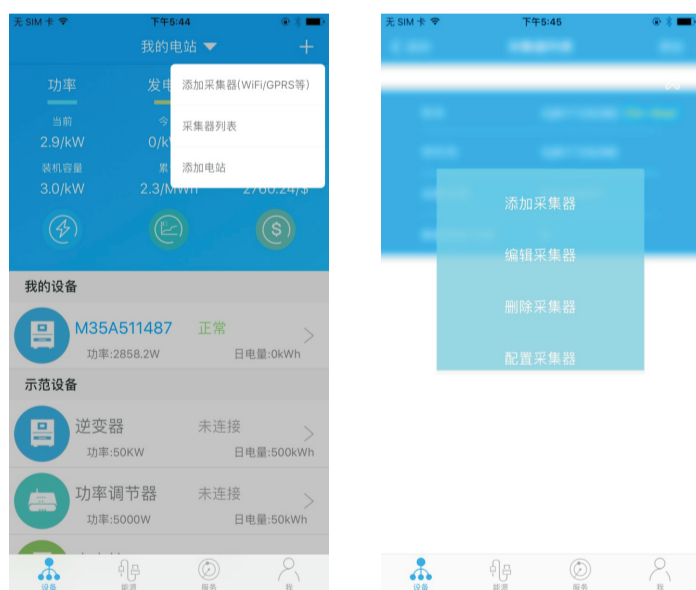 无 SIM 卡
下午5:44
我的电站
功率
发电
当前
今
2.9/kW
0/k
装机容量
累
3.0/kW
2.3/MWh
2760.24/$
添加采集器(WiFi/GPRS等)
采集器列表
添加电站
我的设备
M35A511487
正常
功率:2858.2W
日电量:0kWh
示范设备
逆变器
未连接
功率:50KW
日电量:500kWh
功率调节器
未连接
功率:5000W
日电量:50kWh
设备
能源
服务
我
无 SIM 卡
下午5:45
添加采集器
编辑采集器
删除采集器
配置采集器
设备
能源
服务
我